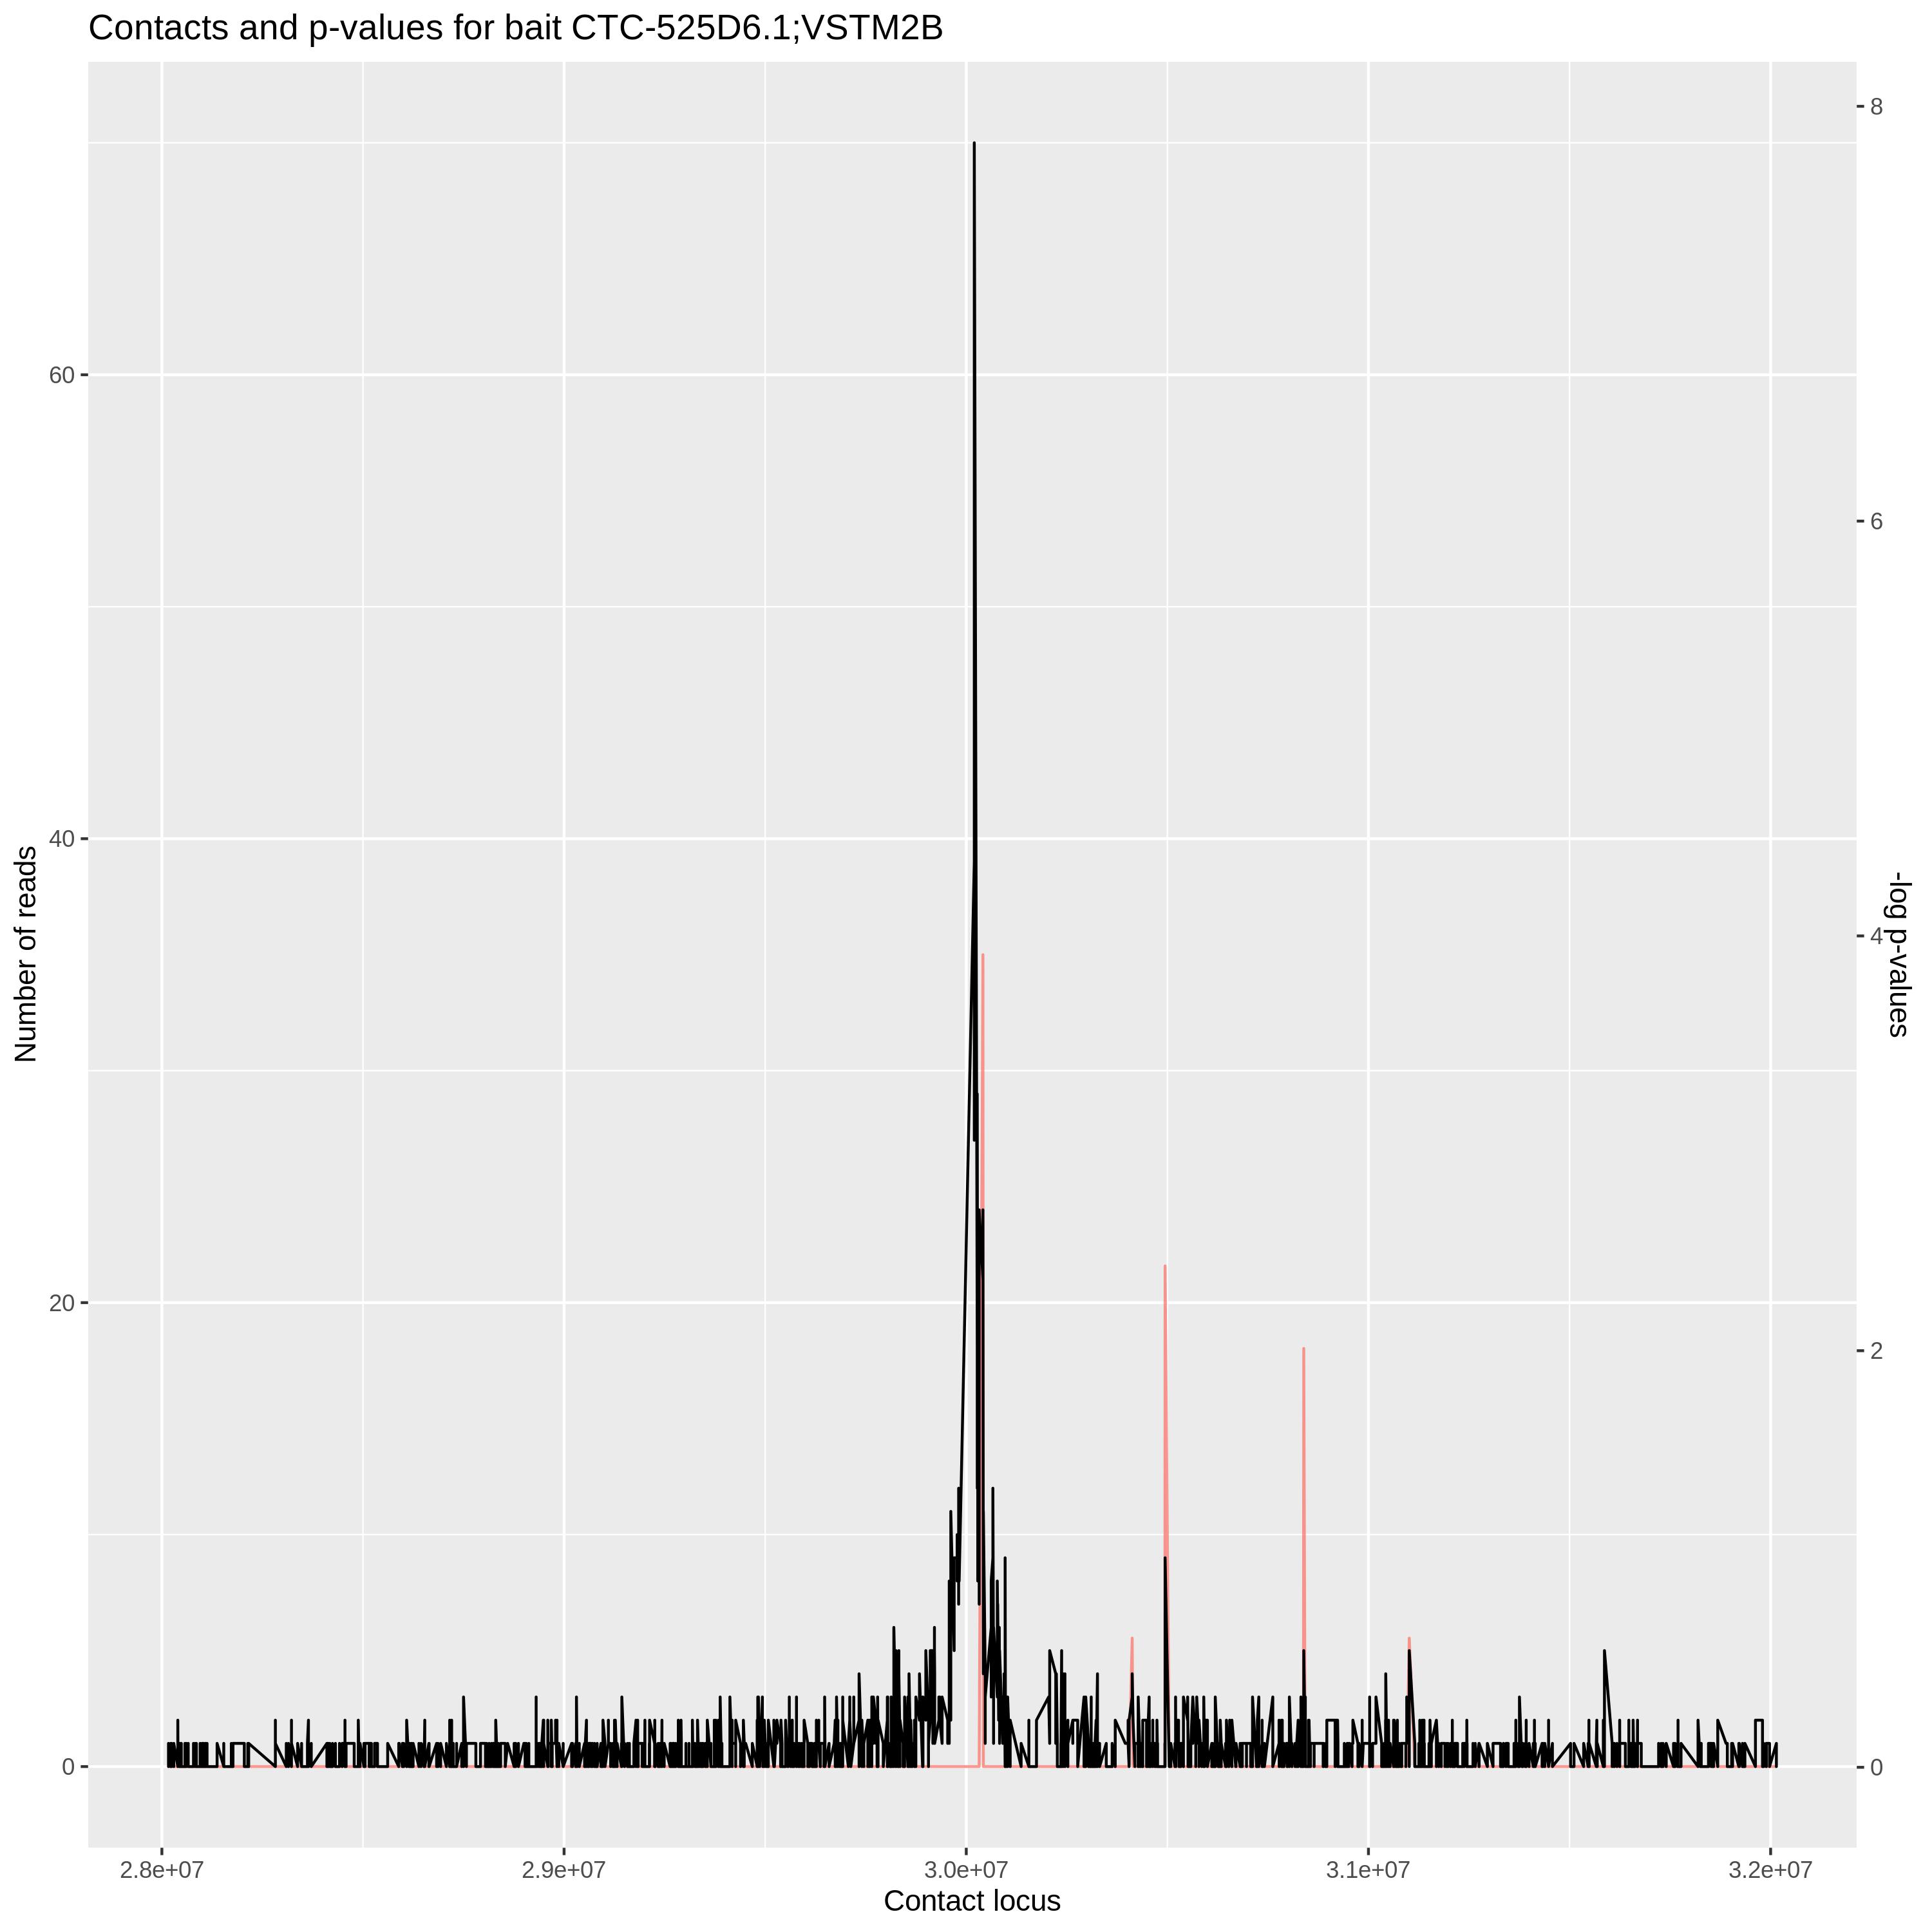 Contacts and p-values for bait CTC-525D6.1;VSTM2B
Number of reads
60
40
20
0
8
6
4
2
0
-log p-values
2.8e+07
2.9e+07
3.0e+07
3.1e+07
3.2e+07
Contact locus